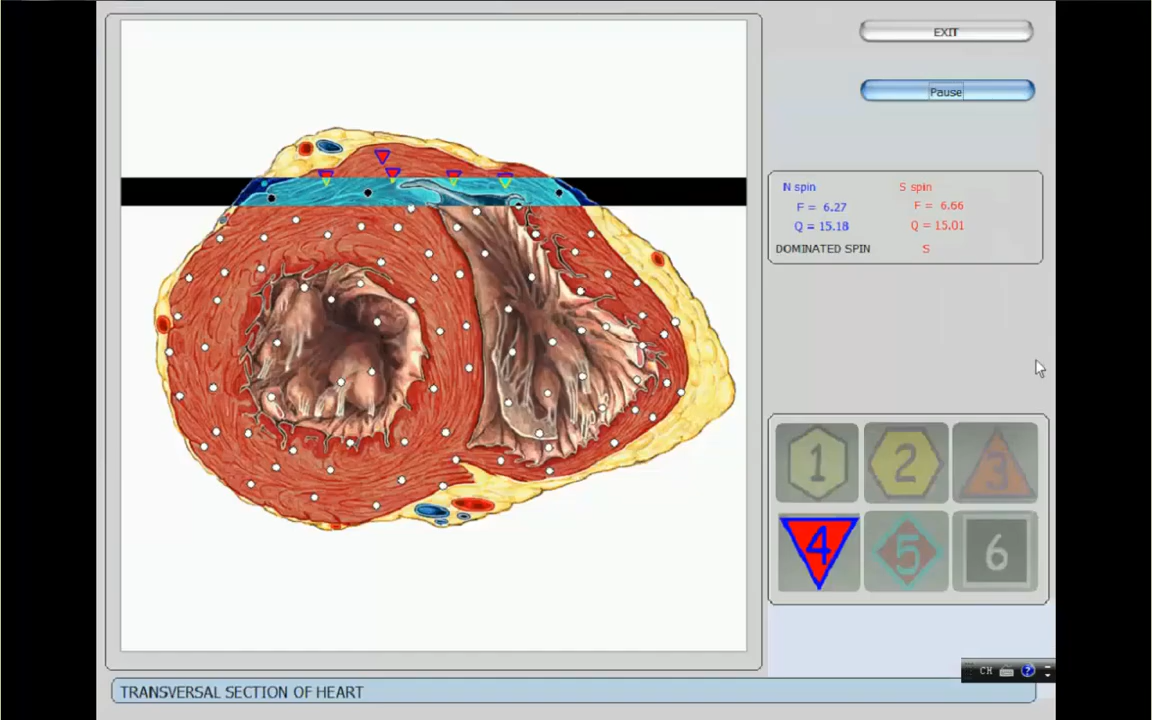 EXIT
Pause
N spin S spin
F = 6.27 F = 6.66
Q = 15.18 Q = 15.01
DOMINATED SPIN S
1 2 3
4 5 6
CH ?
TRANSVERSAL SECTION OF HEART